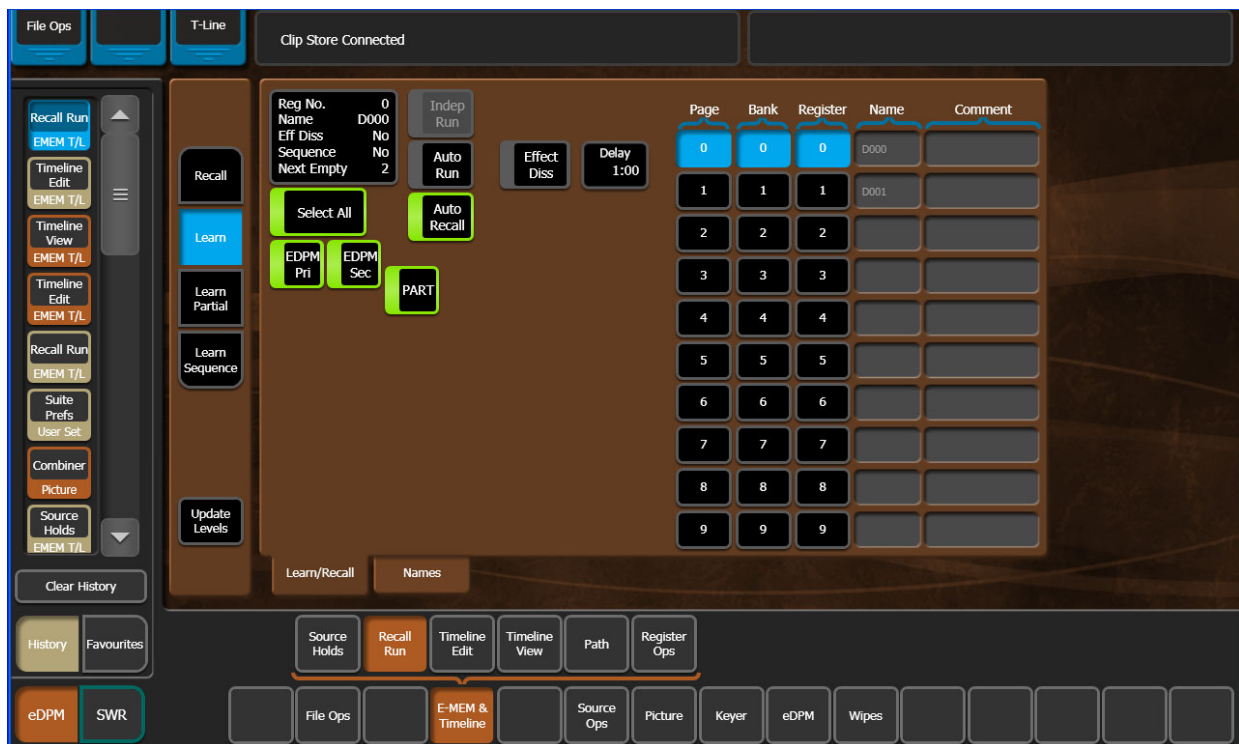 File Ops
T-Line
Clip Store Connected
Recall Run
EMEM T/L
Timeline
Edit
EMEM T/L
Timeline
View
EMEM T/L
Timeline
Edit
EMEM T/L
Recall Run
EMEM T/L
Suite
Prefs
User Set
Combiner
Picture
Source
Holds
EMEM T/L
Clear History
History
Favourites
eDPM
SWR
Recall
Learn
Learn
Partial
Learn
Sequence
Update
Levels
Reg No. 0
Name D000
Eff Diss No
Sequence No
Next Empty 2
Indep
Run
Auto
Run
Effect
Diss
Delay
1:00
Select All
Auto
Recall
EDPM
Pri
EDPM
Sec
PART
Page Bank Register Name Comment
0 0 0 D000
1 1 1 D001
2 2 2
3 3 3
4 4 4
5 5 5
6 6 6
7 7 7
8 8 8
9 9 9
Learn/Recall
Names
Source
Holds
Recall
Run
Timeline
Edit
Timeline
View
Path
Register
Ops
File Ops
E-MEM &
Timeline
Source
Ops
Picture
Keyer
eDPM
Wipes